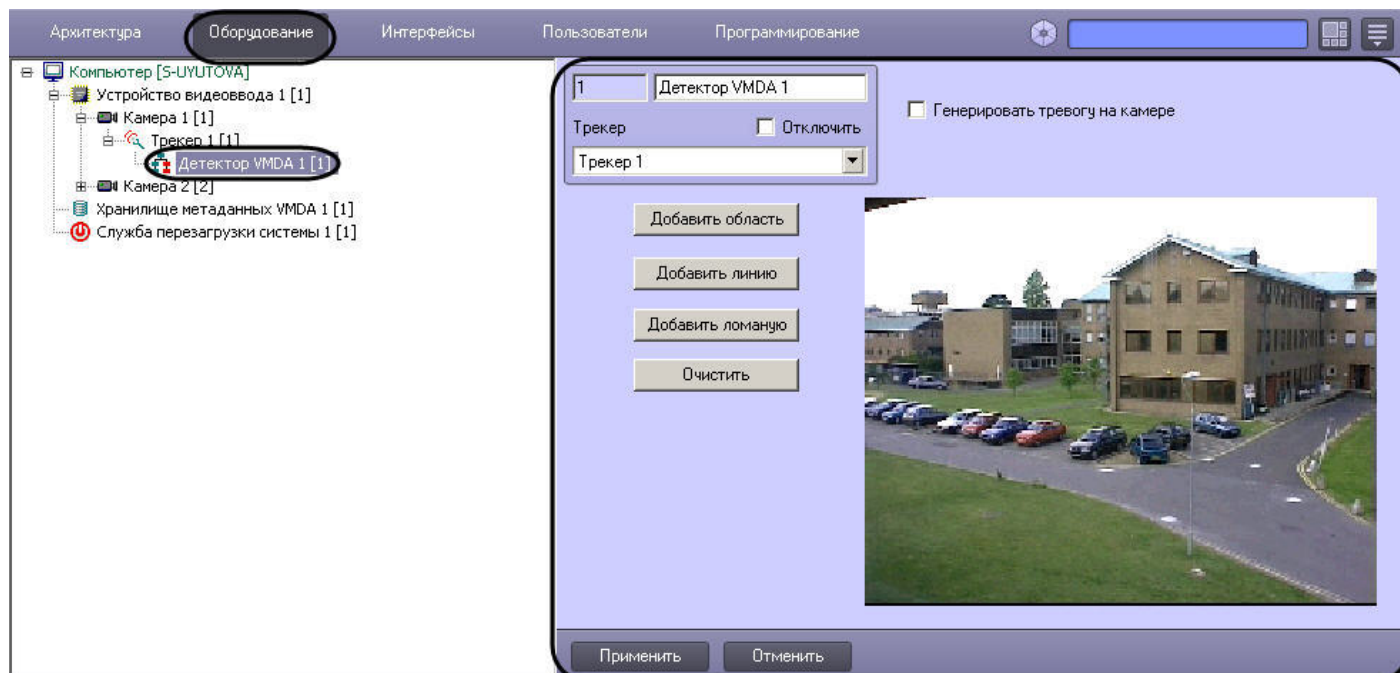 Архитектура Оборудование Интерфейсы Пользователи Программирование
Компьютер [S-UYUTOVA]
Устройство видеоввода 1 [1]
Камера 1 [1]
Трекер 1 [1]
Детектор VMDA 1 [1]
Камера 2 [2]
Хранилище метаданных VMDA 1 [1]
Служба перезагрузки системы 1 [1]
1 Детектор VMDA 1
Трекер Отключить
Трекер 1
Генерировать тревогу на камере
Добавить область
Добавить линию
Добавить ломаную
Очистить
Применить Отменить